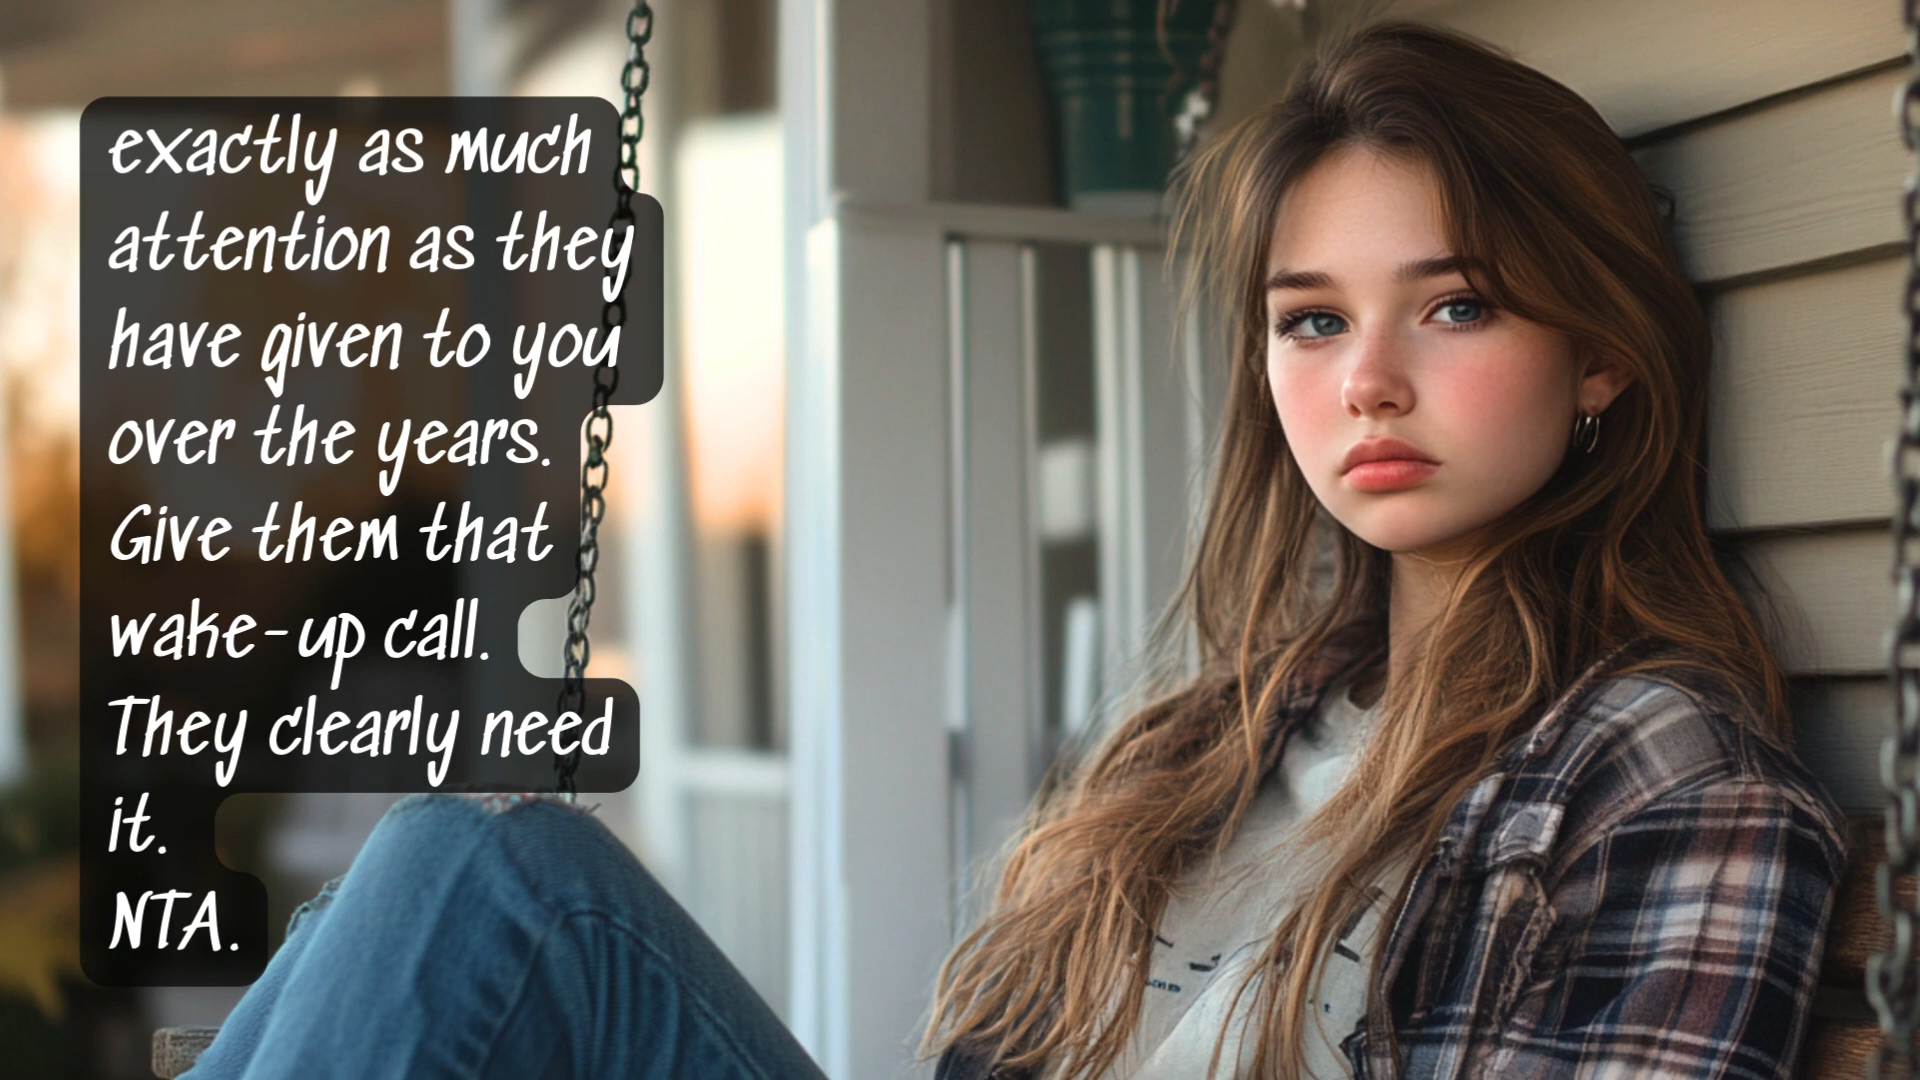 exactly as much
attention as they
have given to you
over the years.
Give them that
wake-up call.
They clearly need
it.
NTA.